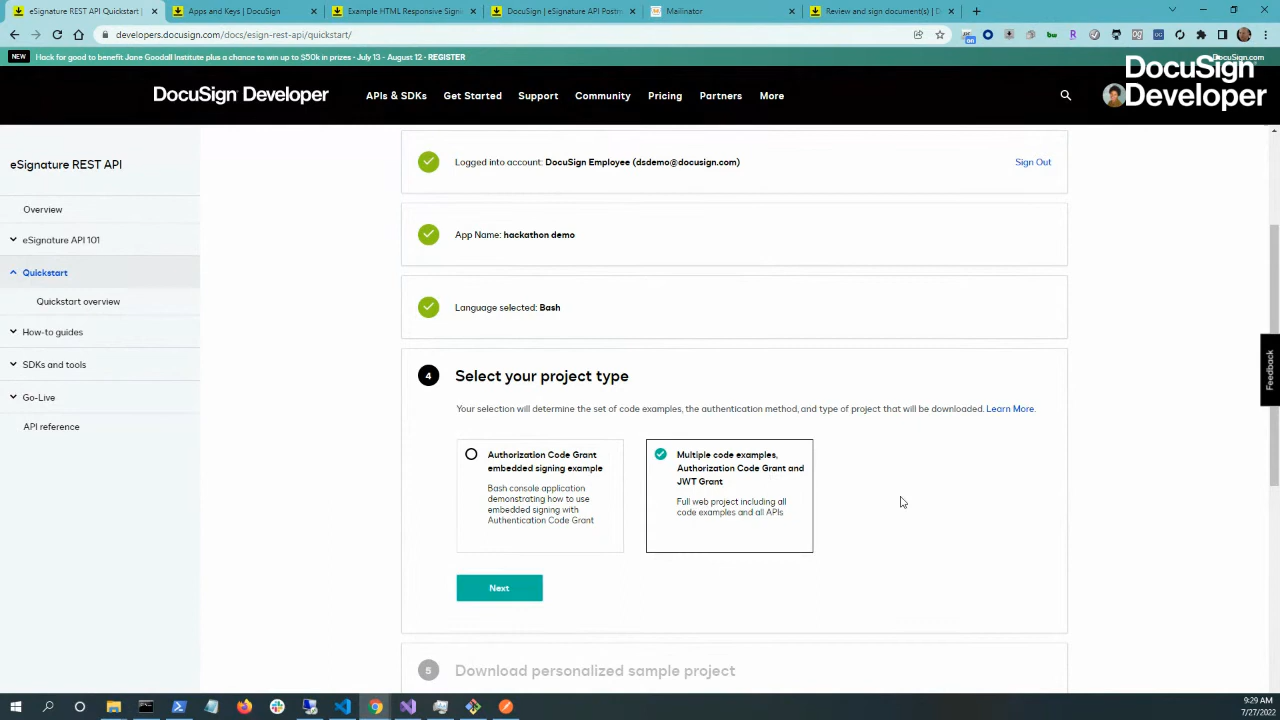 eSignature REST API Quickstart
Apps and Keys | DocuSign
Example HTML Responsive Sign
DocuSign | eSignature API Postm
Mailinator
Review and sign document(s) | D
developers.docusign.com/docs/esign-rest-api/quickstart/
NEW Hack for good to benefit Jane Goodall Institute plus a chance to win up to $50k in prizes - July 13 - August 12 - REGISTER
DocuSign.com
DocuSign Developer
APIs & SDKs
Get Started
Support
Community
Pricing
Partners
More
DocuSign
Developer
eSignature REST API
Overview
eSignature API 101
Quickstart
Quickstart overview
How-to guides
SDKs and tools
Go-Live
API reference
Logged into account: DocuSign Employee (dsdemo@docusign.com)
Sign Out
App Name: hackathon demo
Language selected: Bash
4 Select your project type
Your selection will determine the set of code examples, the authentication method, and type of project that will be downloaded. Learn More.
Authorization Code Grant
embedded signing example
Bash console application
demonstrating how to use
embedded signing with
Authentication Code Grant
Multiple code examples,
Authorization Code Grant and
JWT Grant
Full web project including all
code examples and all APIs
Next
5 Download personalized sample project
Feedback
9:29 AM
7/27/2022